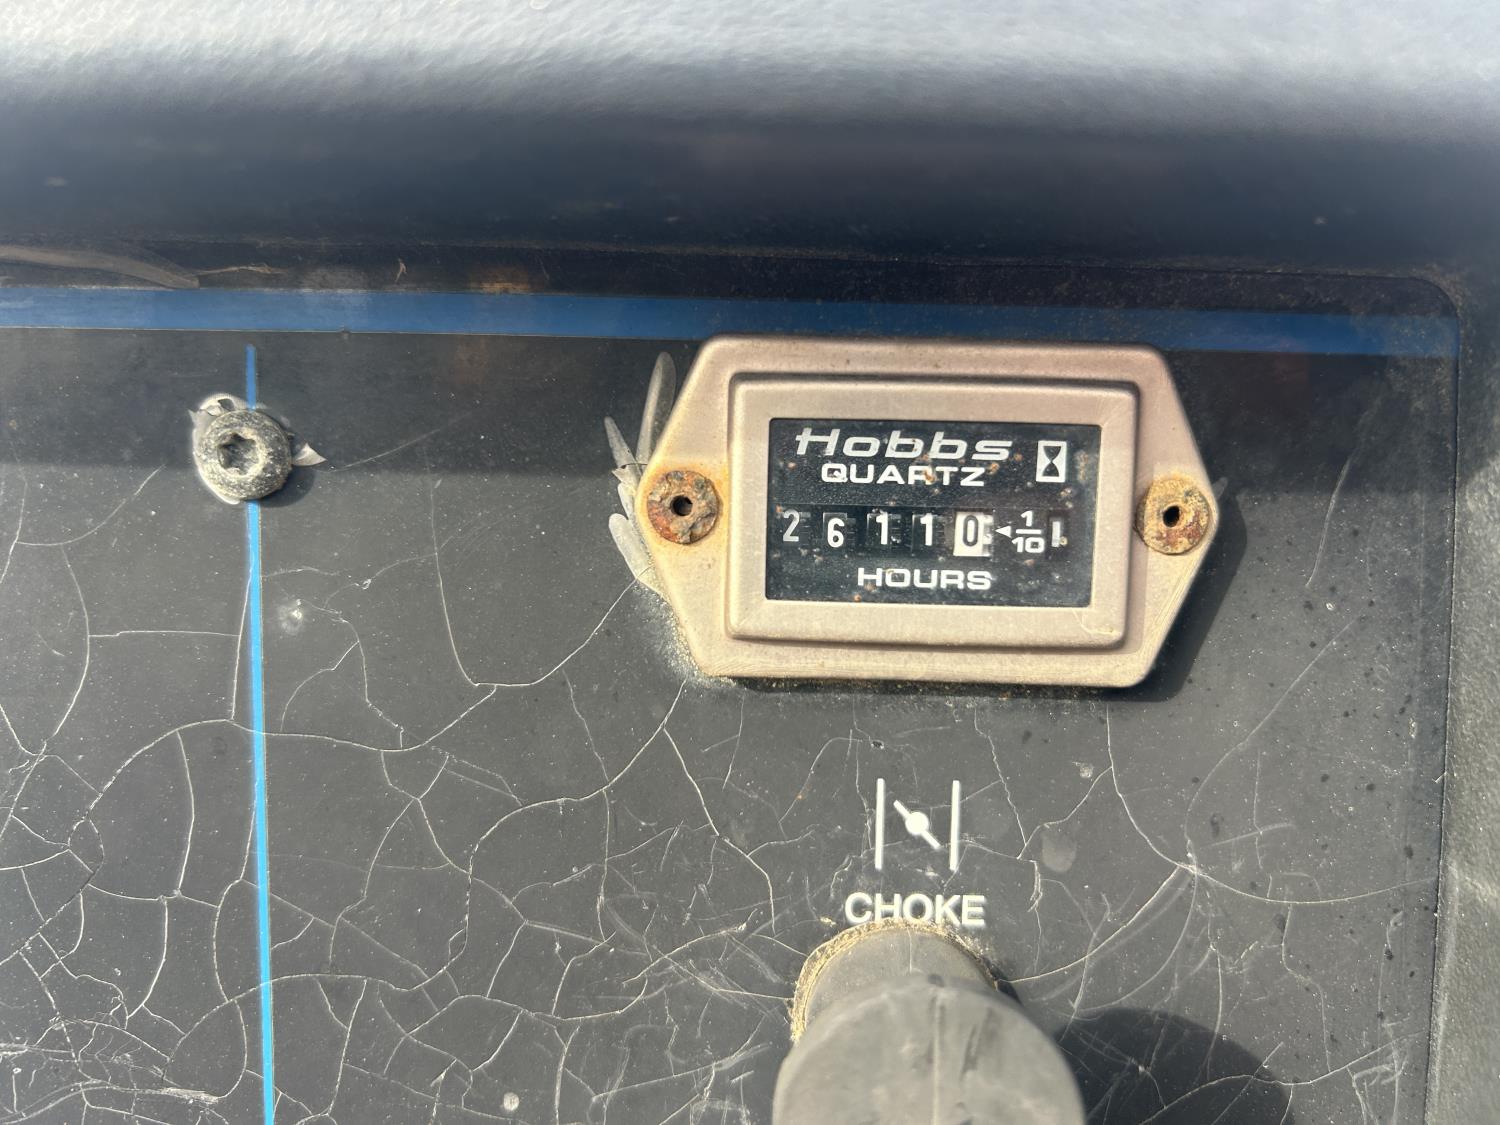 Hobbs
QUARTZ
2 6 1 1 0 1/10
HOURS
CHOKE